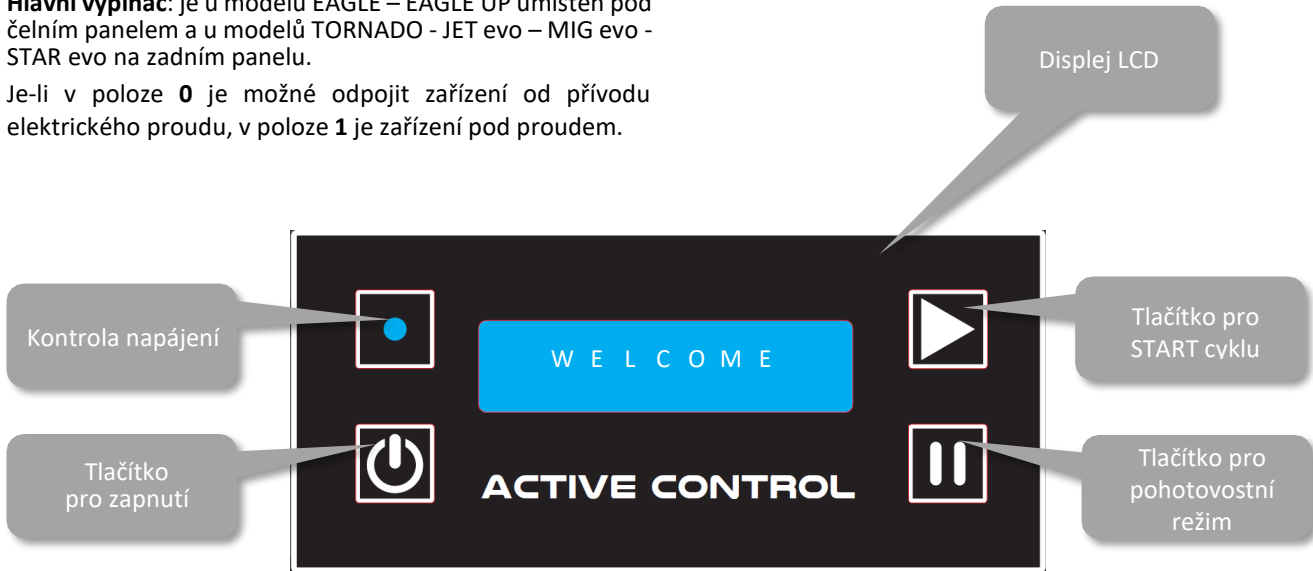 Hlavní vypínač: je u modelů EAGLE – EAGLE UP umístěn pod
čelním panelem a u modelů TORNADO - JET evo – MIG evo -
STAR evo na zadním panelu.
Je-li v poloze 0 je možné odpojit zařízení od přívodu
elektrického proudu, v poloze 1 je zařízení pod proudem.
Displej LCD
Kontrola napájení
WELCOME
Tlačítko pro
START cyklu
Tlačítko
pro zapnutí
ACTIVE CONTROL
Tlačítko pro
pohotovostní
režim